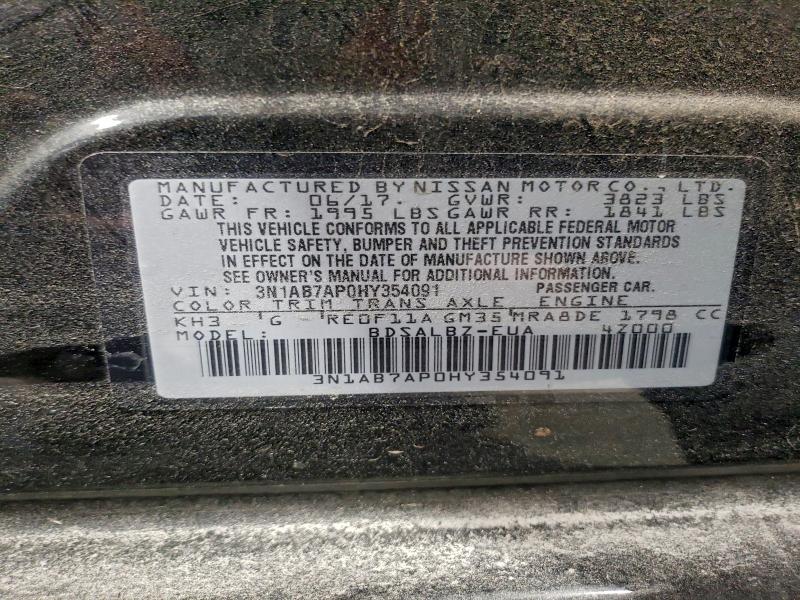 MANUFACTURED BY NISSAN MOTOR CO., LTD.
DATE: 06/17. GVWR: 3823 LBS
GAWR FR: 1995 LBS GAWR RR: 1841 LBS
THIS VEHICLE CONFORMS TO ALL APPLICABLE FEDERAL MOTOR
VEHICLE SAFETY, BUMPER AND THEFT PREVENTION STANDARDS
IN EFFECT ON THE DATE OF MANUFACTURE SHOWN ABOVE.
SEE OWNER'S MANUAL FOR ADDITIONAL INFORMATION.
VIN: 3N1AB7AP0HY354091 PASSENGER CAR.
COLOR TRIM TRANS AXLE ENGINE
KH3 G RE0F11A GM35 MRA8DE 1798 CC
MODEL: BDSALBZ-EUA 4Z000
3N1AB7AP0HY354091